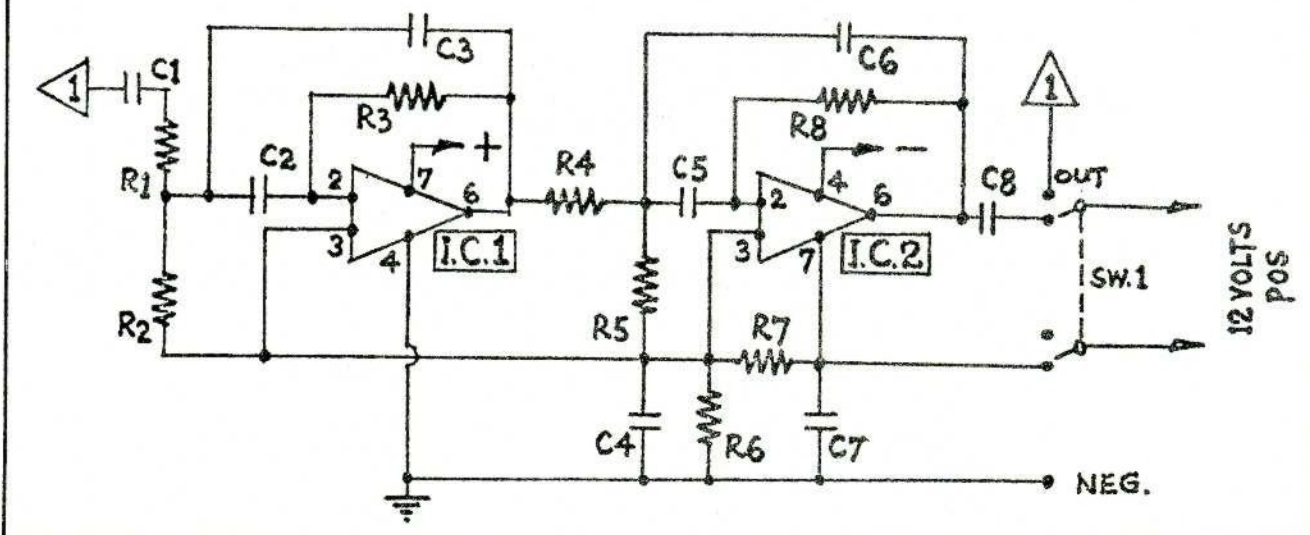 C3
C6
1
C1
R3
R8
1
+
-
R1
C2
2
7
6
R4
C5
2
4
6
C8
OUT
3
4
I.C.1
3
7
I.C.2
SW.1
12 VOLTS
POS
R2
R5
R7
C4
R6
C7
NEG.